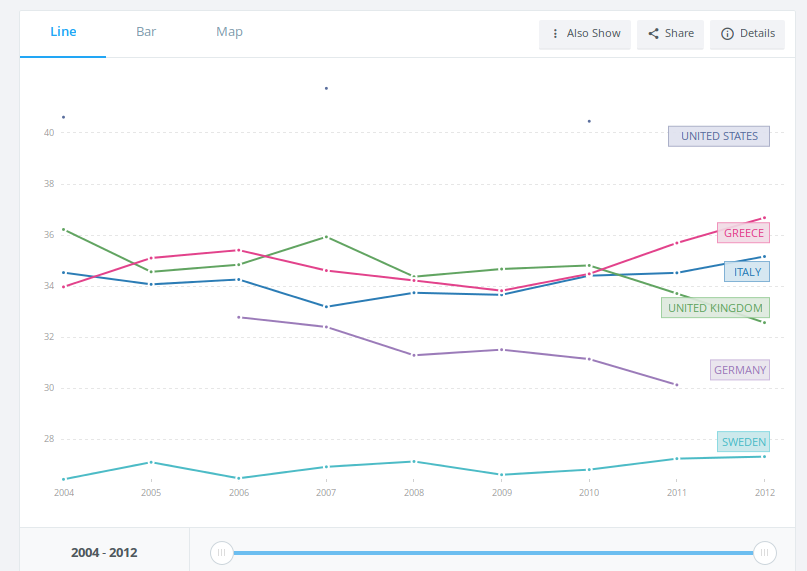 Line Bar Map Also Show Share Details
40
UNITED STATES
38
36
GREECE
ITALY
34
UNITED KINGDOM
32
GERMANY
30
SWEDEN
28
2004 2005 2006 2007 2008 2009 2010 2011 2012
2004 - 2012